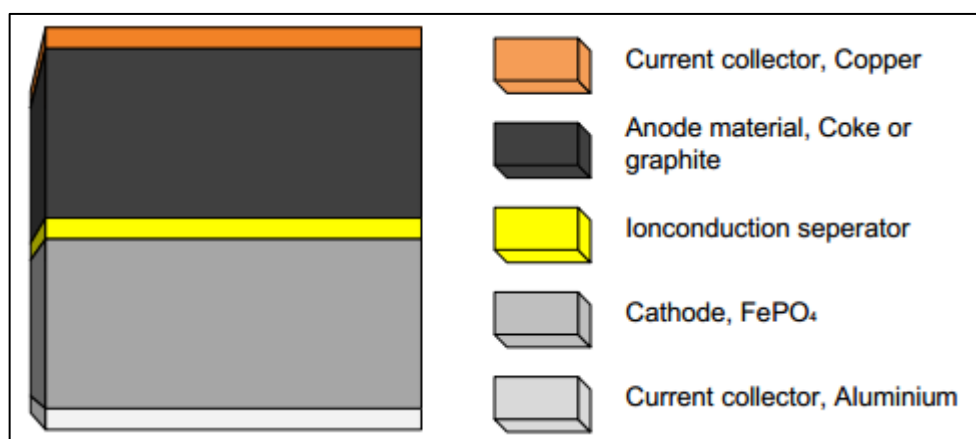 Current collector, Copper
Anode material, Coke or
graphite
Ionconduction seperator
Cathode, FePO₄
Current collector, Aluminium